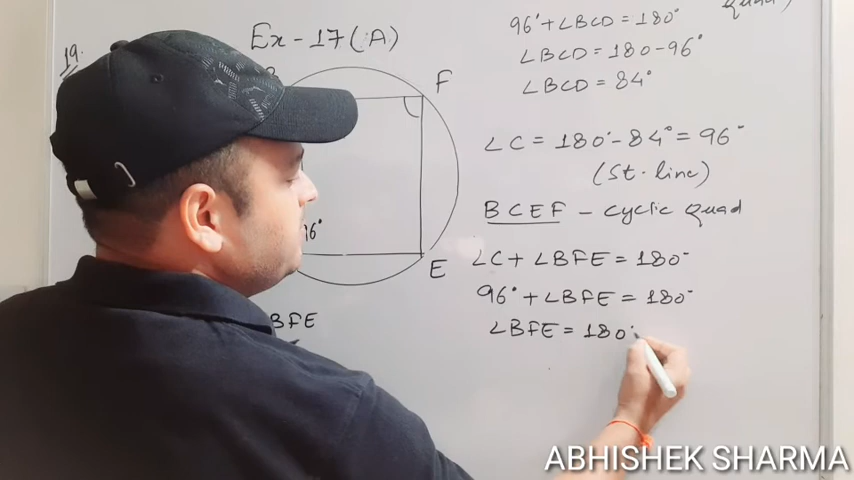 19.
Ex - 17(A)
F
96°
E
BFE
quad)
96° + ∠BCD = 180°
∠BCD = 180 - 96°
∠BCD = 84°
∠C = 180° - 84° = 96°
(St. line)
BCEF - cyclic quad
∠C + ∠BFE = 180°
96° + ∠BFE = 180°
∠BFE = 180°
ABHISHEK SHARMA